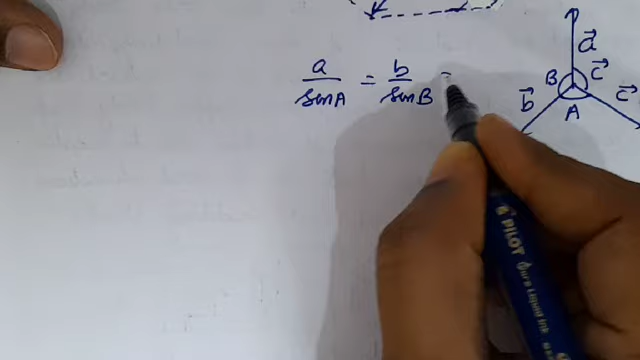 a/sinA = b/sinB =
a⃗
B c⃗
b⃗ c⃗
A
PILOT